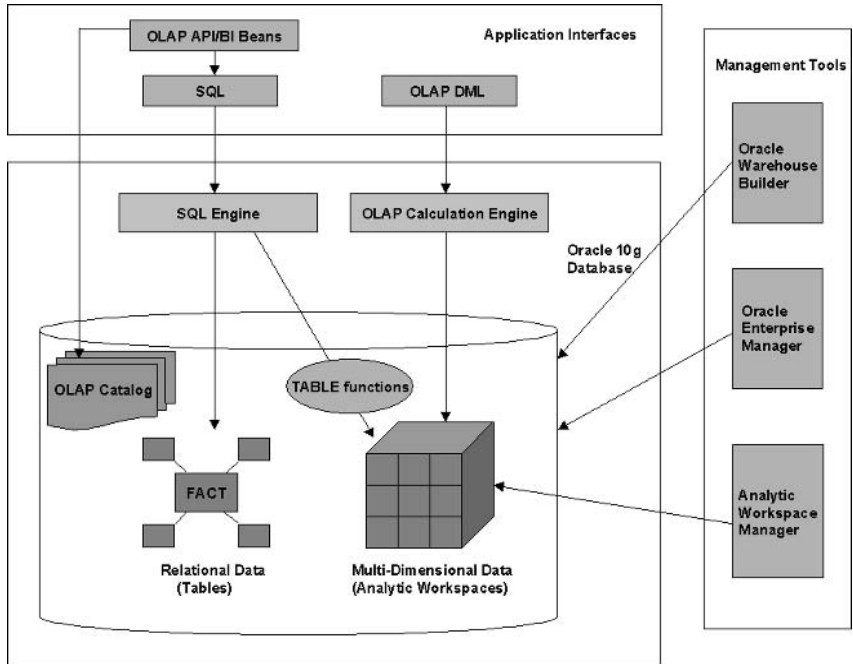 OLAP API/BI Beans
Application Interfaces
SQL
OLAP DML
SQL Engine
OLAP Calculation Engine
Oracle 10g
Database
OLAP Catalog
TABLE functions
FACT
Relational Data
(Tables)
Multi-Dimensional Data
(Analytic Workspaces)
Management Tools
Oracle
Warehouse
Builder
Oracle
Enterprise
Manager
Analytic
Workspace
Manager